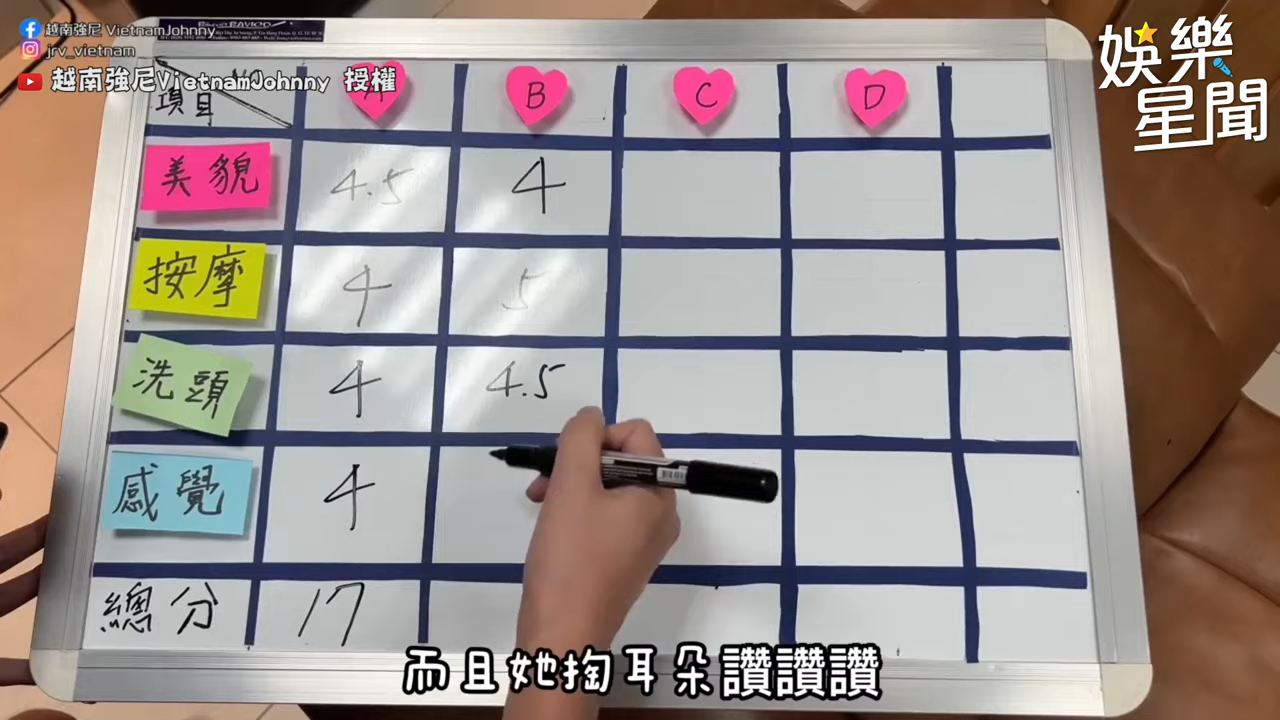 越南強尼 VietnamJohnny
jrv_vietnam
越南強尼VietnamJohnny 授權
娛樂
星聞
NO
項目
A B C D
美貌 4.5 4
按摩 4 5
洗頭 4 4.5
感覺 4
總分 17
而且她掏耳朵讚讚讚